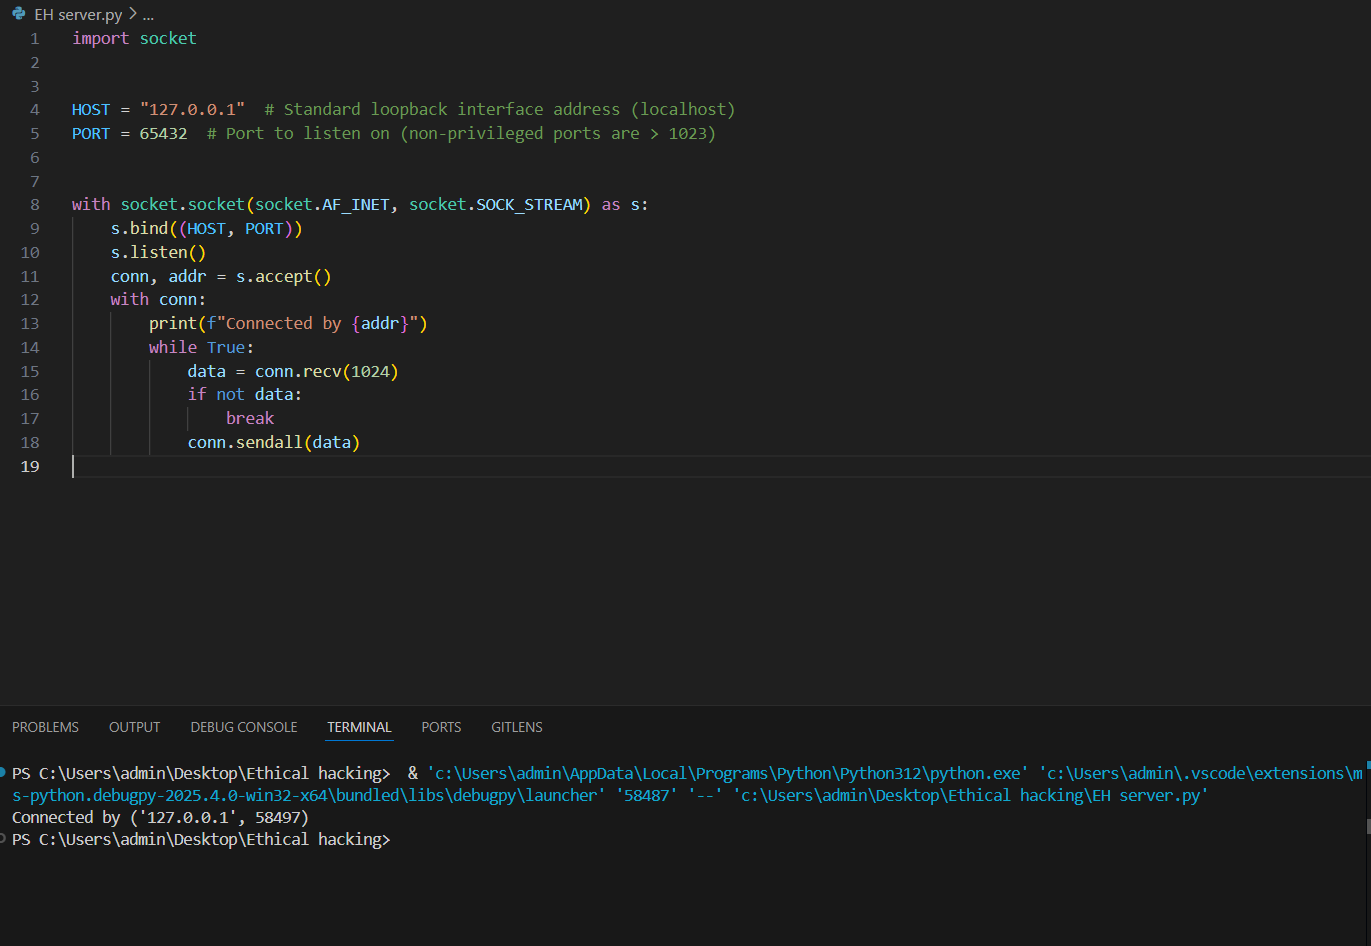 EH server.py > ...
1 import socket
2
3
4 HOST = "127.0.0.1"  # Standard loopback interface address (localhost)
5 PORT = 65432  # Port to listen on (non-privileged ports are > 1023)
6
7
8 with socket.socket(socket.AF_INET, socket.SOCK_STREAM) as s:
9     s.bind((HOST, PORT))
10     s.listen()
11     conn, addr = s.accept()
12     with conn:
13         print(f"Connected by {addr}")
14         while True:
15             data = conn.recv(1024)
16             if not data:
17                 break
18             conn.sendall(data)
19
PROBLEMS OUTPUT DEBUG CONSOLE TERMINAL PORTS GITLENS
PS C:\Users\admin\Desktop\Ethical hacking>  & 'c:\Users\admin\AppData\Local\Programs\Python\Python312\python.exe' 'c:\Users\admin\.vscode\extensions\m
s-python.debugpy-2025.4.0-win32-x64\bundled\libs\debugpy\launcher' '58487' '--' 'c:\Users\admin\Desktop\Ethical hacking\EH server.py'
Connected by ('127.0.0.1', 58497)
PS C:\Users\admin\Desktop\Ethical hacking>